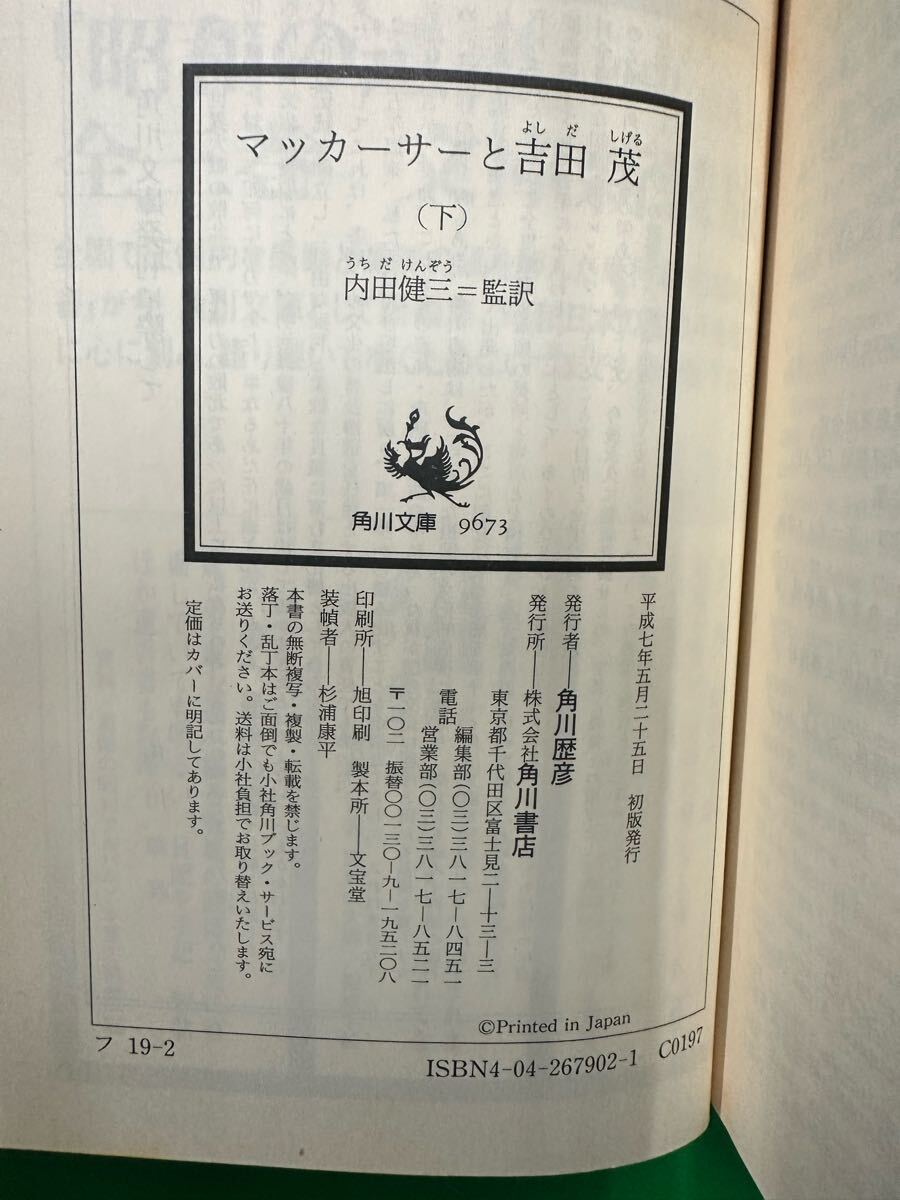 マッカーサーと吉田 茂
よし だ しげる
(下)
うち だ けんぞう
内田健三=監訳
角川文庫 9673
平成七年五月二十五日 初版発行
発行者――角川歴彦
発行所――株式会社角川書店
東京都千代田区富士見二―十三―三
電話 編集部(〇三)三八一七―八四五一
営業部(〇三)三八一七―八五二一
〒一〇二 振替〇〇一三〇―九―一九五二〇八
印刷所――旭印刷 製本所――文宝堂
装幀者――杉浦康平
本書の無断複写・複製・転載を禁じます。
落丁・乱丁本はご面倒でも小社角川ブック・サービス宛に
お送りください。送料は小社負担でお取り替えいたします。
定価はカバーに明記してあります。
©Printed in Japan
フ 19-2
ISBN4-04-267902-1 C0197